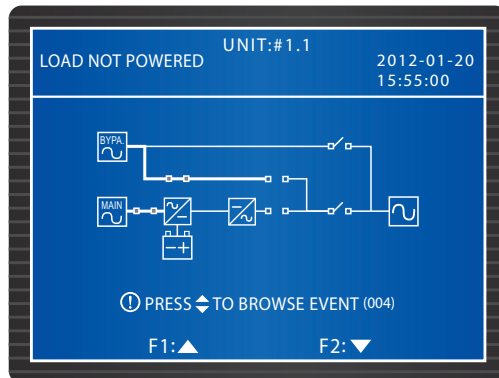 UNIT:#1.1
LOAD NOT POWERED
2012-01-20
15:55:00
BYPA.
MAIN
PRESS TO BROWSE EVENT (004)
F1:
F2: